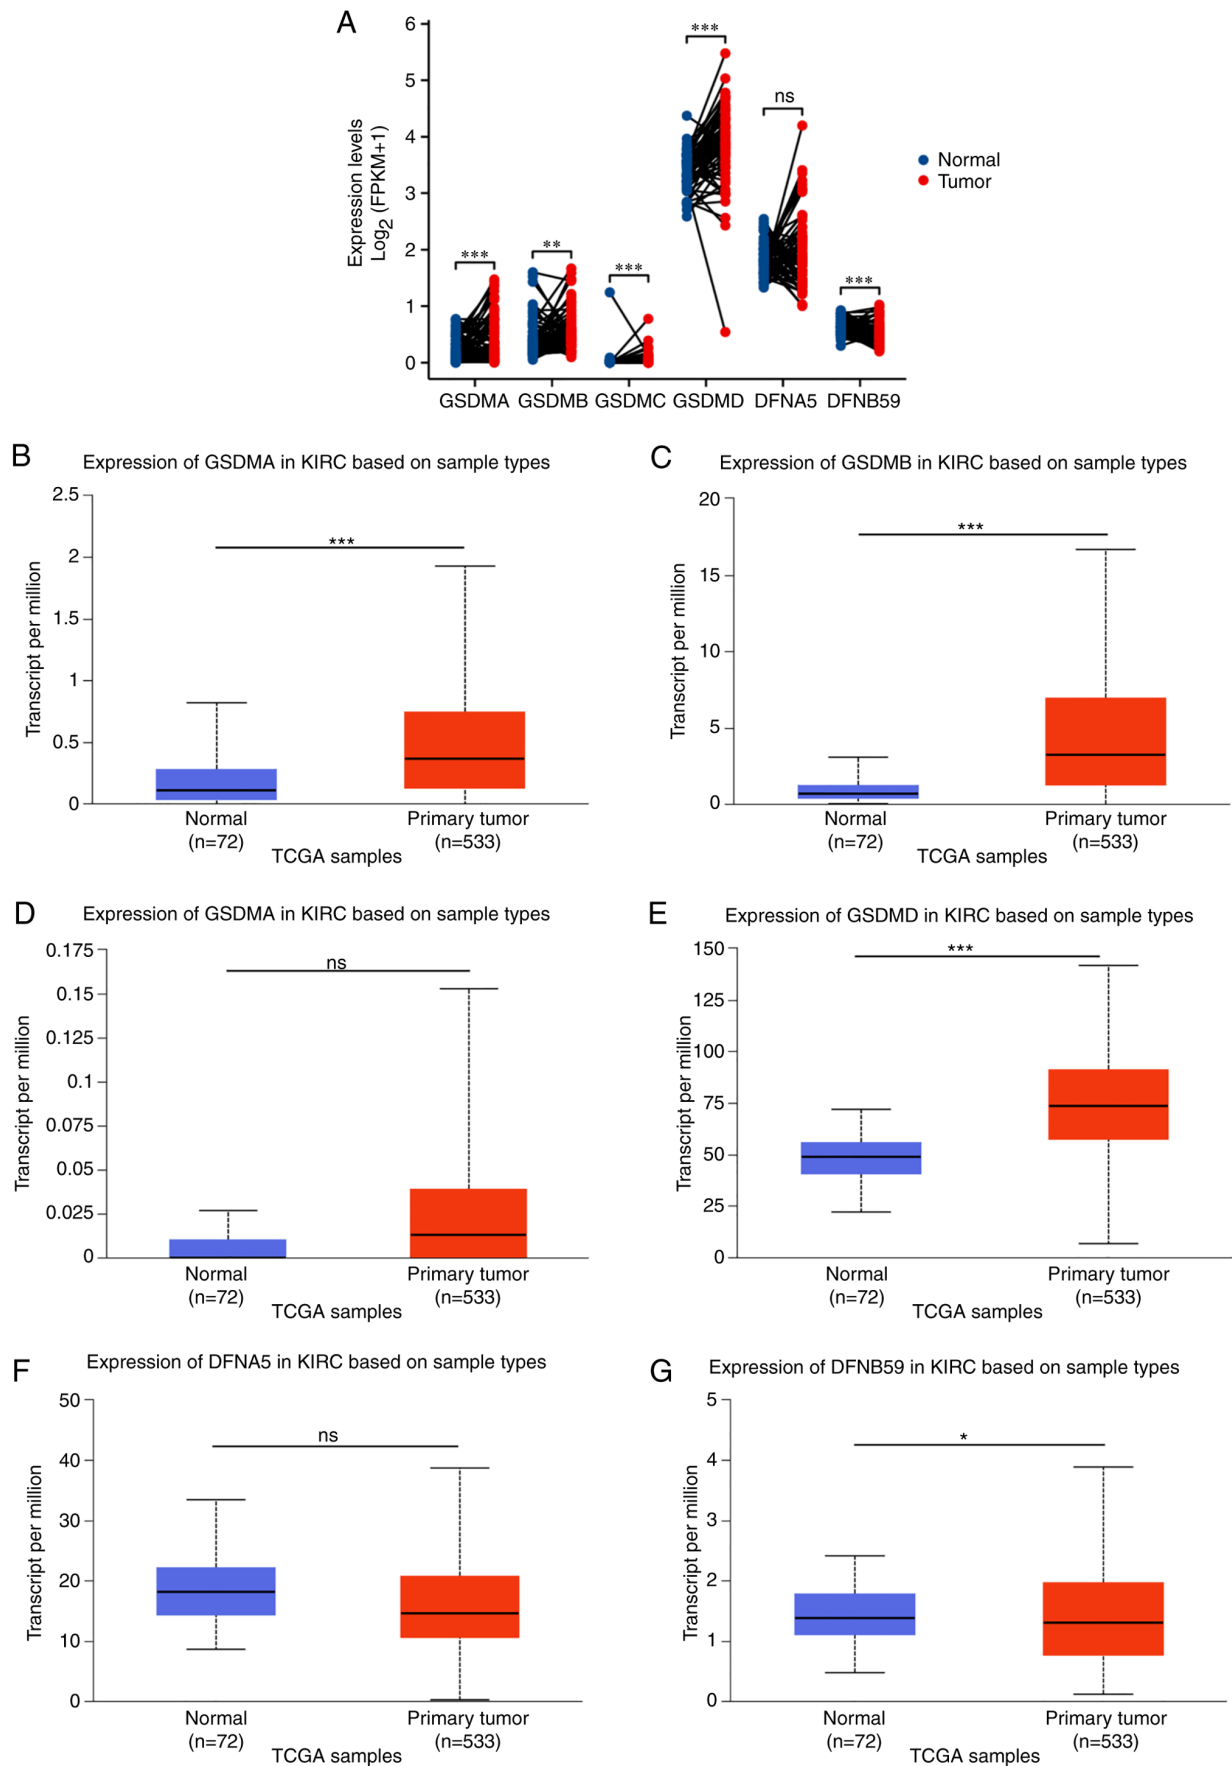 A
6
5
4
3
2
1
0
Expression levels
Log2 (FPKM+1)
***
**
***
***
ns
***
Normal
Tumor
GSDMA GSDMB GSDMC GSDMD DFNA5 DFNB59
B
Expression of GSDMA in KIRC based on sample types
2.5
2
1.5
1
0.5
0
Transcript per million
***
Normal
(n=72)
Primary tumor
(n=533)
TCGA samples
C
Expression of GSDMB in KIRC based on sample types
20
15
10
5
0
Transcript per million
***
Normal
(n=72)
Primary tumor
(n=533)
TCGA samples
D
Expression of GSDMA in KIRC based on sample types
0.175
0.15
0.125
0.1
0.075
0.05
0.025
0
Transcript per million
ns
Normal
(n=72)
Primary tumor
(n=533)
TCGA samples
E
Expression of GSDMD in KIRC based on sample types
150
125
100
75
50
25
0
Transcript per million
***
Normal
(n=72)
Primary tumor
(n=533)
TCGA samples
F
Expression of DFNA5 in KIRC based on sample types
50
40
30
20
10
0
Transcript per million
ns
Normal
(n=72)
Primary tumor
(n=533)
TCGA samples
G
Expression of DFNB59 in KIRC based on sample types
5
4
3
2
1
0
Transcript per million
*
Normal
(n=72)
Primary tumor
(n=533)
TCGA samples